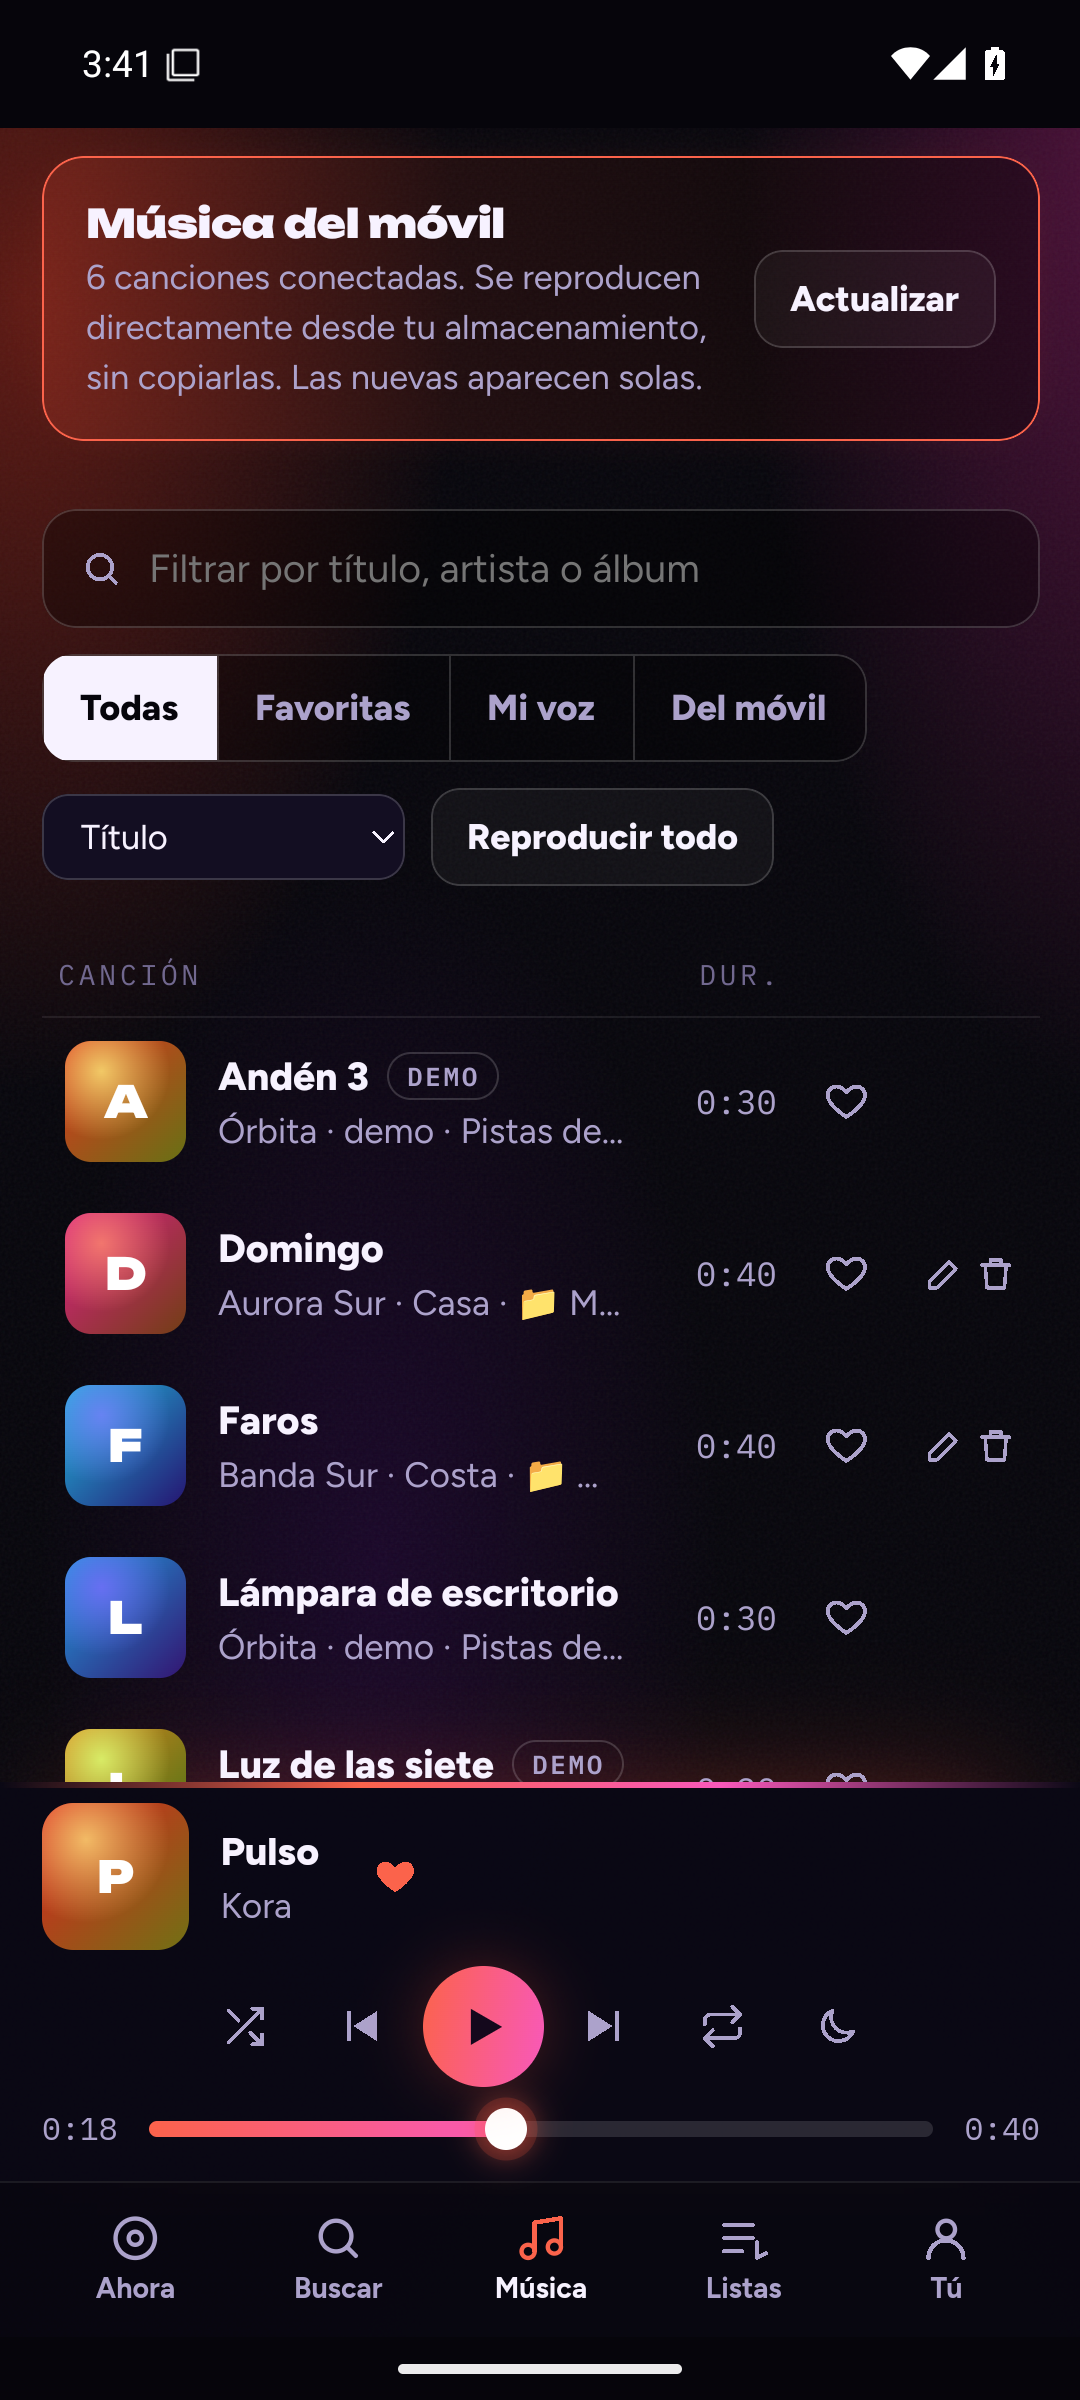 3:41
Música del móvil
6 canciones conectadas. Se reproducen
directamente desde tu almacenamiento,
sin copiarlas. Las nuevas aparecen solas.
Actualizar
Filtrar por título, artista o álbum
Todas
Favoritas
Mi voz
Del móvil
Título
Reproducir todo
CANCIÓN
DUR.
A
Andén 3
DEMO
Órbita · demo · Pistas de...
0:30
D
Domingo
Aurora Sur · Casa · 📁 M...
0:40
F
Faros
Banda Sur · Costa · 📁 ...
0:40
L
Lámpara de escritorio
Órbita · demo · Pistas de...
0:30
Luz de las siete
DEMO
P
Pulso
Kora
0:18
0:40
Ahora
Buscar
Música
Listas
Tú